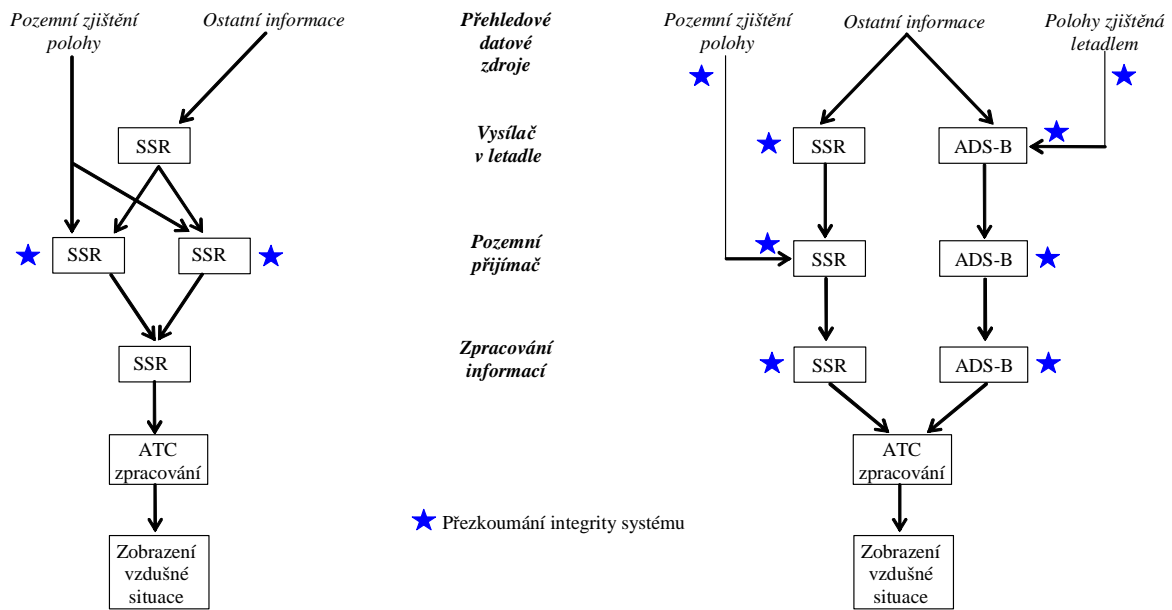 Pozemní zjištění
polohy
Ostatní informace
SSR
SSR
SSR
SSR
ATC
zpracování
Zobrazení
vzdušné
situace
Přehledové
datové
zdroje
Vysílač
v letadle
Pozemní
přijímač
Zpracování
informací
Přezkoumání integrity systému
Pozemní zjištění
polohy
Ostatní informace
Polohy zjištěná
letadlem
SSR
ADS-B
SSR
ADS-B
SSR
ADS-B
ATC
zpracování
Zobrazení
vzdušné
situace